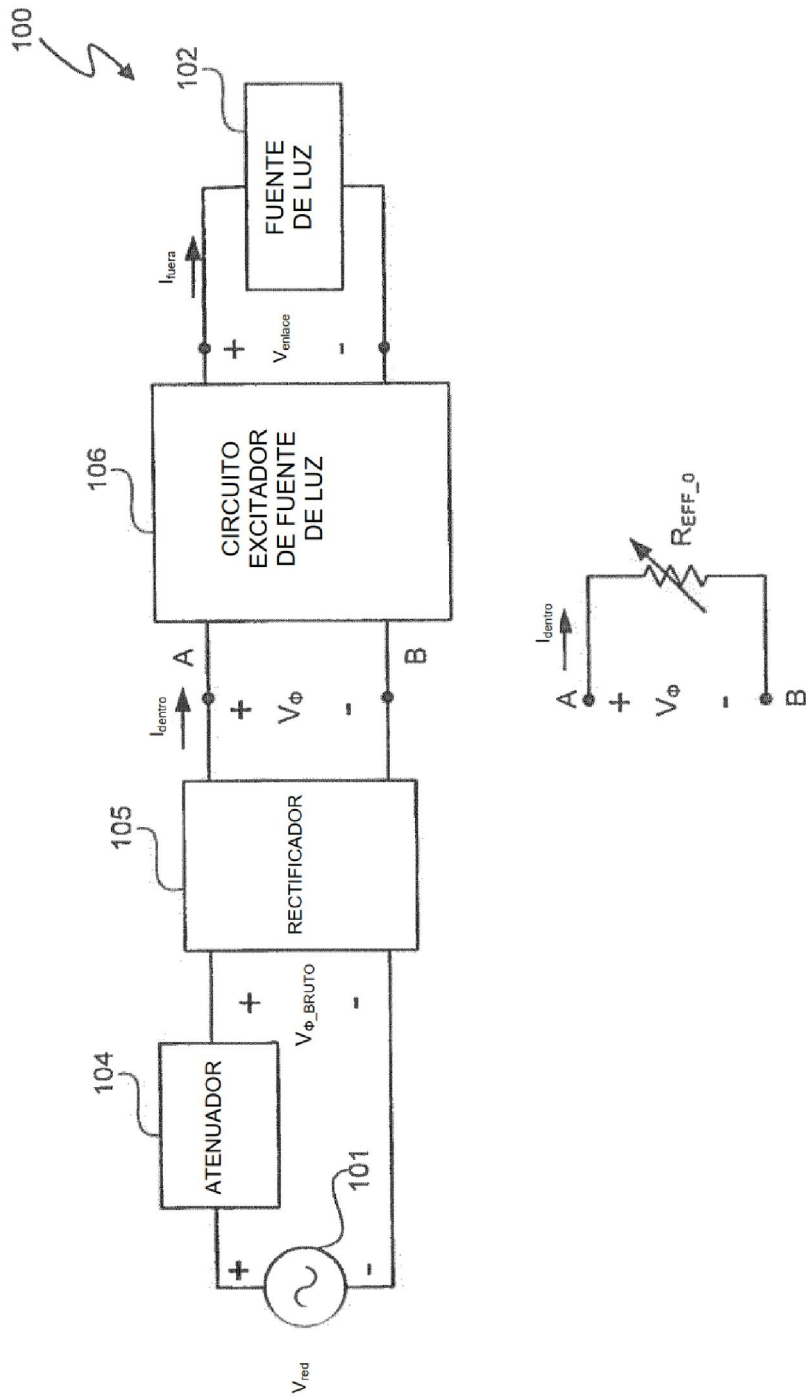 100
101
V_red
+
-
104
ATENUADOR
+
V_Φ_BRUTO
-
105
RECTIFICADOR
I_dentro
A
+
V_Φ
-
B
106
CIRCUITO
EXCITADOR
DE FUENTE
DE LUZ
I_fuera
+
V_enlace
-
102
FUENTE
DE LUZ
I_dentro
A
+
V_Φ
-
B
R_EFF_0